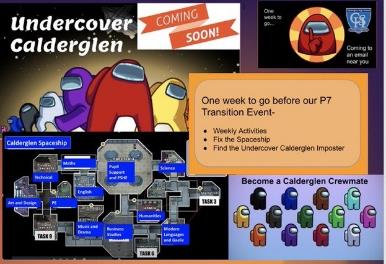 Undercover
Calderglen
COMING
SOON!
One
week to
go...
Coming to
an email
near you
One week to go before our P7
Transition Event-
Weekly Activities
Fix the Spaceship
Find the Undercover Calderglen Imposter
Calderglen Spaceship
Maths
Technical
Pupil
Support
and PSHE
Science
English
Art and Design
PE
Humanities
Music and
Drama
Business
Studies
Modern
Languages
and Gaelic
TASK 3
TASK 6
TASK 9
Become a Calderglen Crewmate